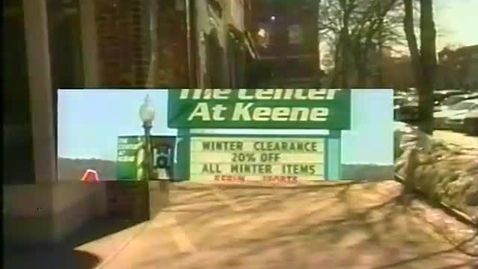 The Center
At Keene
WINTER CLEARANCE
20% OFF
ALL WINTER ITEMS